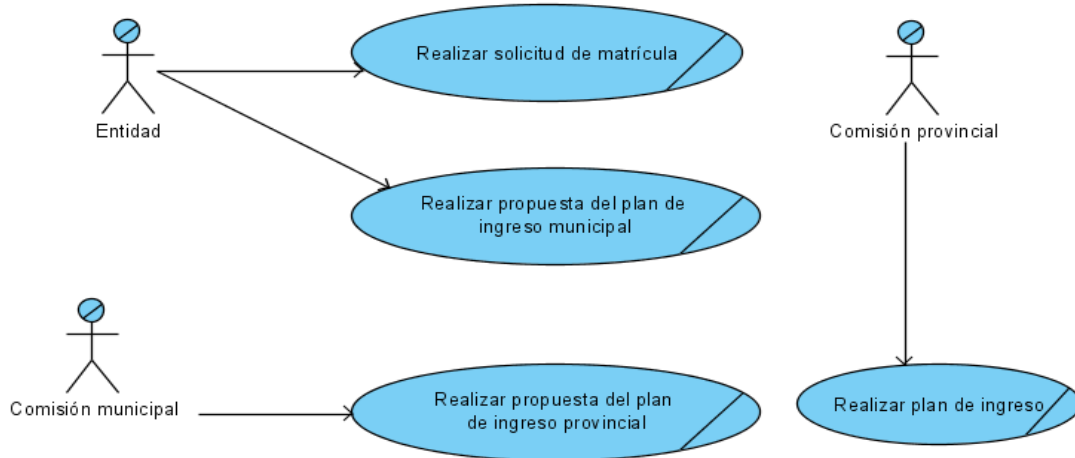 Realizar solicitud de matrícula
Entidad
Comisión provincial
Realizar propuesta del plan de
ingreso municipal
Comisión municipal
Realizar propuesta del plan
de ingreso provincial
Realizar plan de ingreso